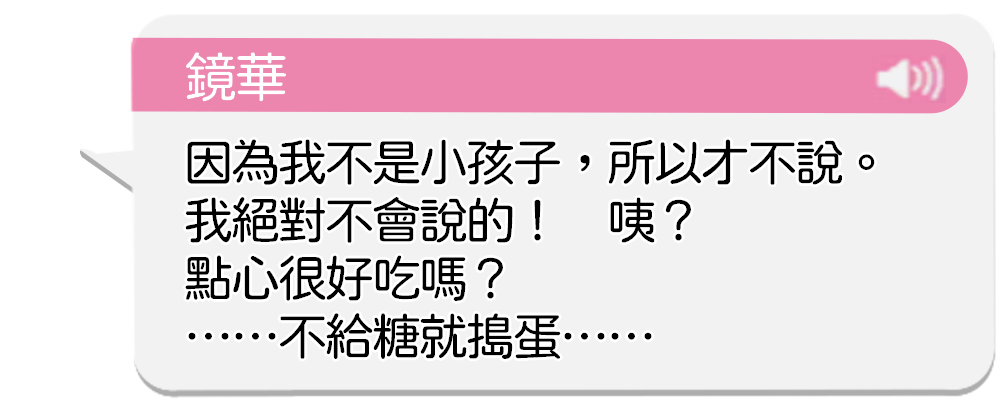 鏡華
因為我不是小孩子，所以才不說。
我絕對不會說的！　咦？
點心很好吃嗎？
……不給糖就搗蛋……